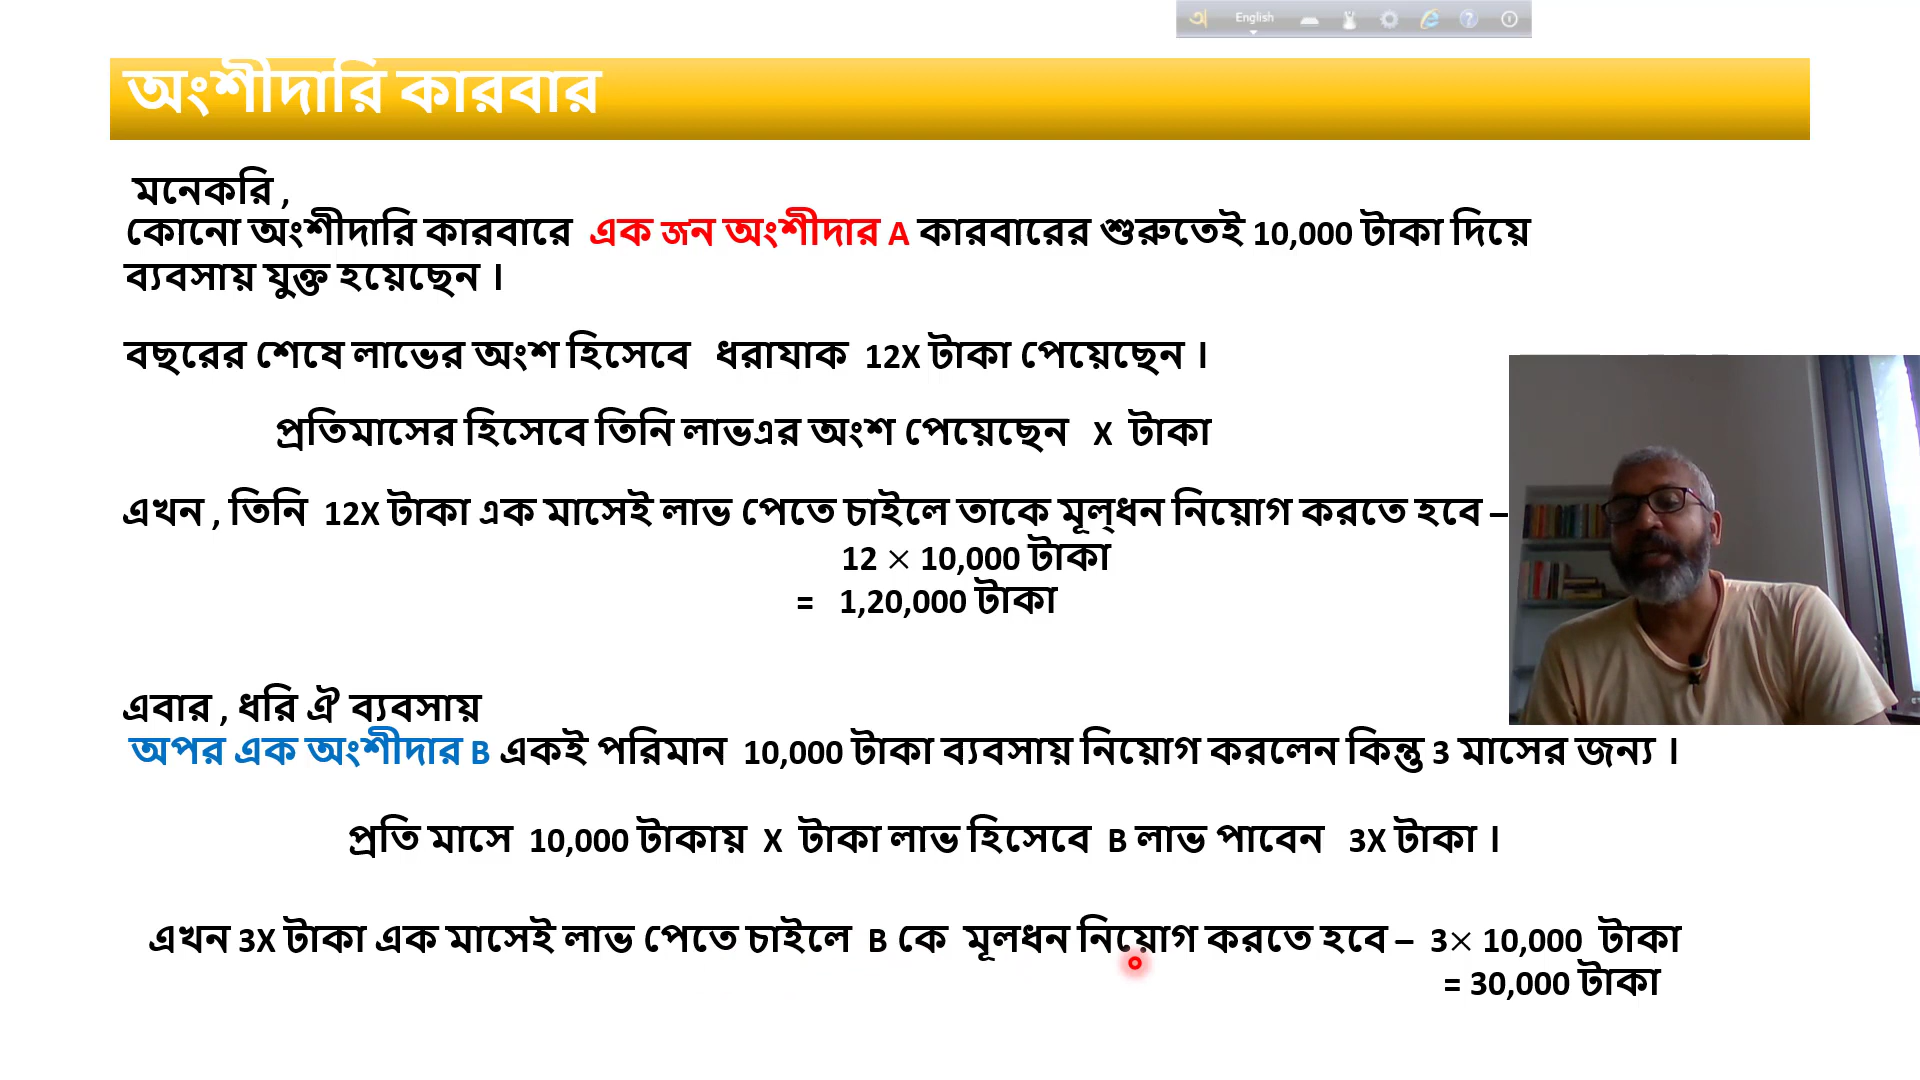 English
অংশীদারি কারবার
মনেকরি ,
কোনো অংশীদারি কারবারে এক জন অংশীদার A কারবারের শুরুতেই 10,000 টাকা দিয়ে
ব্যবসায় যুক্ত হয়েছেন ।
বছরের শেষে লাভের অংশ হিসেবে ধরাযাক 12X টাকা পেয়েছেন ।
প্রতিমাসের হিসেবে তিনি লাভএর অংশ পেয়েছেন X টাকা
এখন , তিনি 12X টাকা এক মাসেই লাভ পেতে চাইলে তাকে মূল্ধন নিয়োগ করতে হবে –
12 × 10,000 টাকা
= 1,20,000 টাকা
এবার , ধরি ঐ ব্যবসায়
অপর এক অংশীদার B একই পরিমান 10,000 টাকা ব্যবসায় নিয়োগ করলেন কিন্তু 3 মাসের জন্য ।
প্রতি মাসে 10,000 টাকায় X টাকা লাভ হিসেবে B লাভ পাবেন 3X টাকা ।
এখন 3X টাকা এক মাসেই লাভ পেতে চাইলে B কে মূলধন নিয়োগ করতে হবে – 3× 10,000 টাকা
= 30,000 টাকা